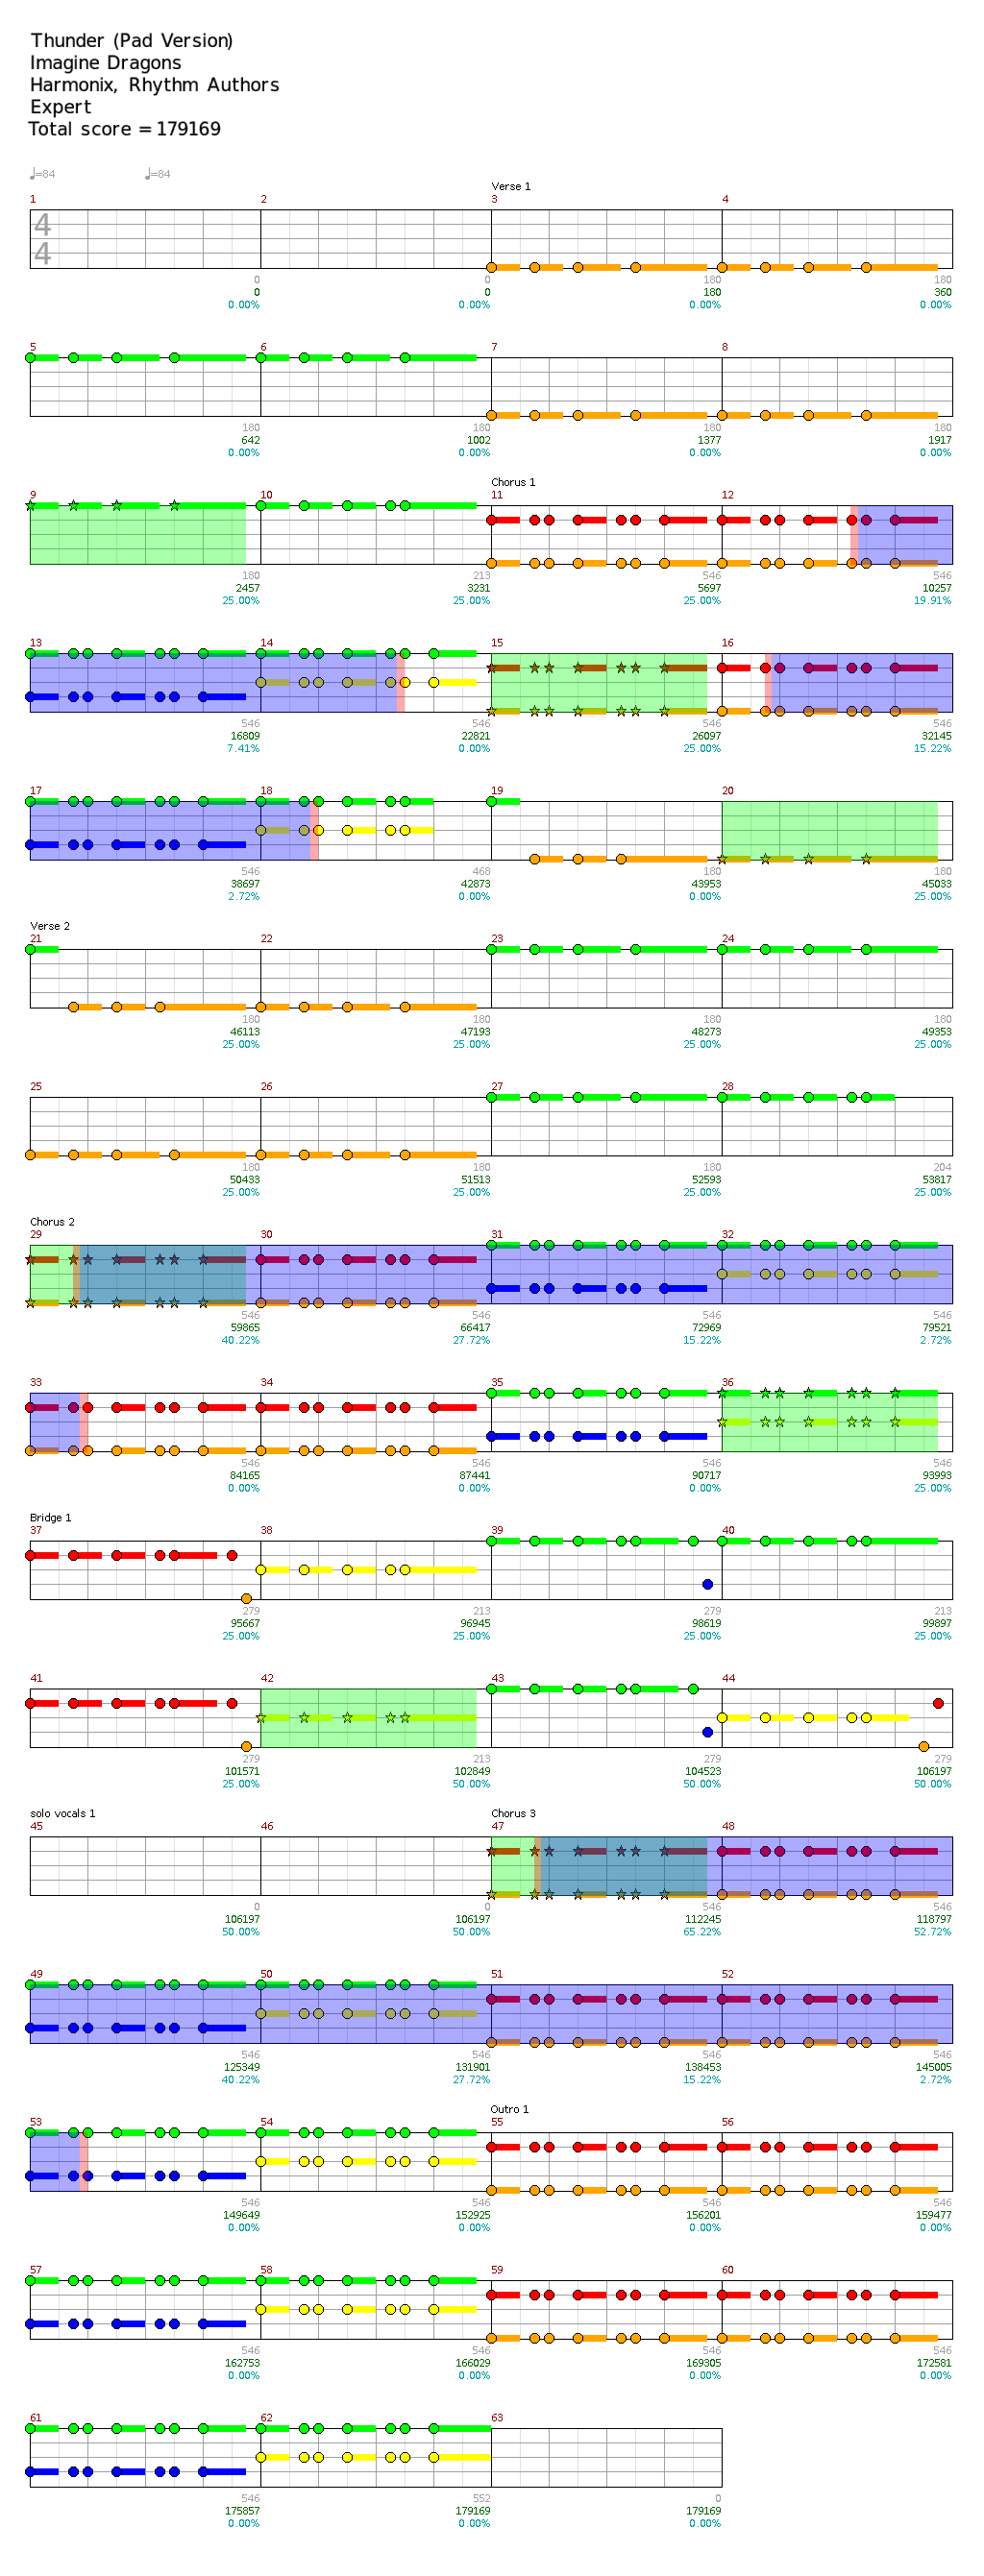 Thunder (Pad Version)
Imagine Dragons
Harmonix, Rhythm Authors
Expert
Total score = 179169
♩=84 ♩=84
Verse 1
1 2 3 4
4
4
0 0 180 180
0 0 180 360
0.00% 0.00% 0.00% 0.00%
5 6 7 8
180 180 180 180
642 1002 1377 1917
0.00% 0.00% 0.00% 0.00%
Chorus 1
9 10 11 12
180 213 546 546
2457 3231 5697 10257
25.00% 25.00% 25.00% 19.91%
13 14 15 16
546 546 546 546
16809 22821 26097 32145
7.41% 0.00% 25.00% 15.22%
17 18 19 20
546 468 180 180
38697 42873 43953 45033
2.72% 0.00% 0.00% 25.00%
Verse 2
21 22 23 24
180 180 180 180
46113 47193 48273 49353
25.00% 25.00% 25.00% 25.00%
25 26 27 28
180 180 180 204
50433 51513 52593 53817
25.00% 25.00% 25.00% 25.00%
Chorus 2
29 30 31 32
546 546 546 546
59865 66417 72969 79521
40.22% 27.72% 15.22% 2.72%
33 34 35 36
546 546 546 546
84165 87441 90717 93993
0.00% 0.00% 0.00% 25.00%
Bridge 1
37 38 39 40
279 213 279 213
95667 96945 98619 99897
25.00% 25.00% 25.00% 25.00%
41 42 43 44
279 213 279 279
101571 102849 104523 106197
25.00% 50.00% 50.00% 50.00%
solo vocals 1 Chorus 3
45 46 47 48
0 0 546 546
106197 106197 112245 118797
50.00% 50.00% 65.22% 52.72%
49 50 51 52
546 546 546 546
125349 131901 138453 145005
40.22% 27.72% 15.22% 2.72%
Outro 1
53 54 55 56
546 546 546 546
149649 152925 156201 159477
0.00% 0.00% 0.00% 0.00%
57 58 59 60
546 546 546 546
162753 166029 169305 172581
0.00% 0.00% 0.00% 0.00%
61 62 63
546 552 0
175857 179169 179169
0.00% 0.00% 0.00%